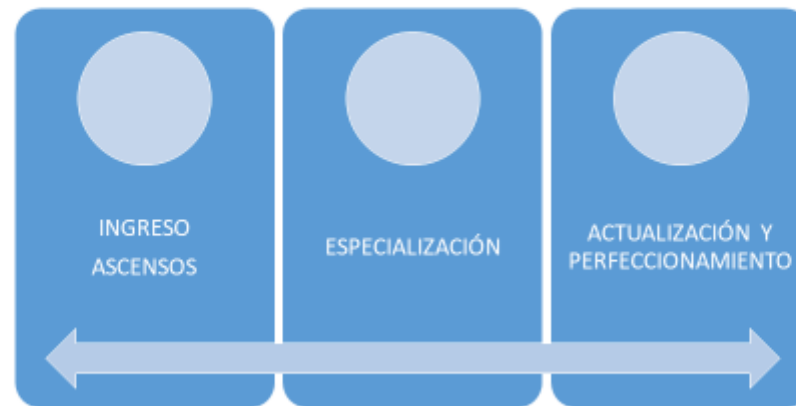 INGRESO
ASCENSOS
ESPECIALIZACIÓN
ACTUALIZACIÓN Y
PERFECCIONAMIENTO